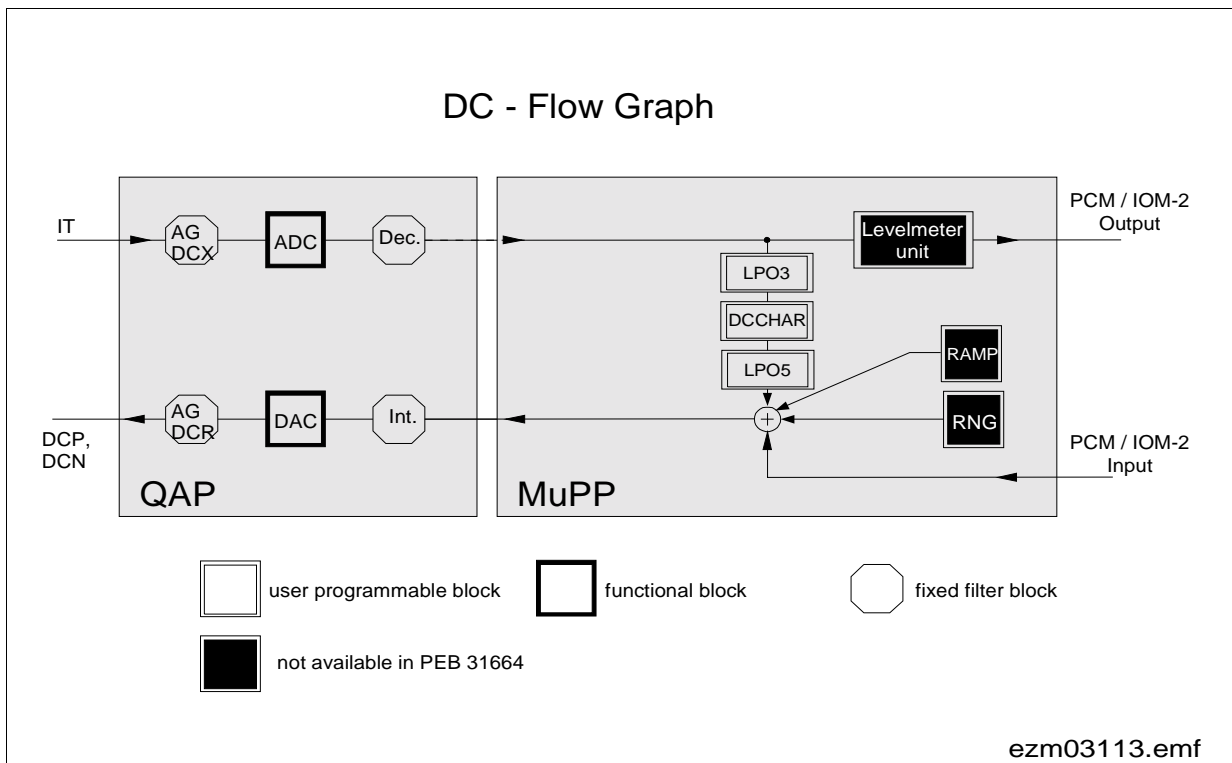 DC - Flow Graph
IT
AG
DCX
ADC
Dec.
Levelmeter
unit
PCM / IOM-2
Output
LPO3
DCCHAR
LPO5
RAMP
RNG
AG
DCR
DAC
Int.
+
DCP,
DCN
PCM / IOM-2
Input
QAP
MuPP
user programmable block
functional block
fixed filter block
not available in PEB 31664
ezm03113.emf